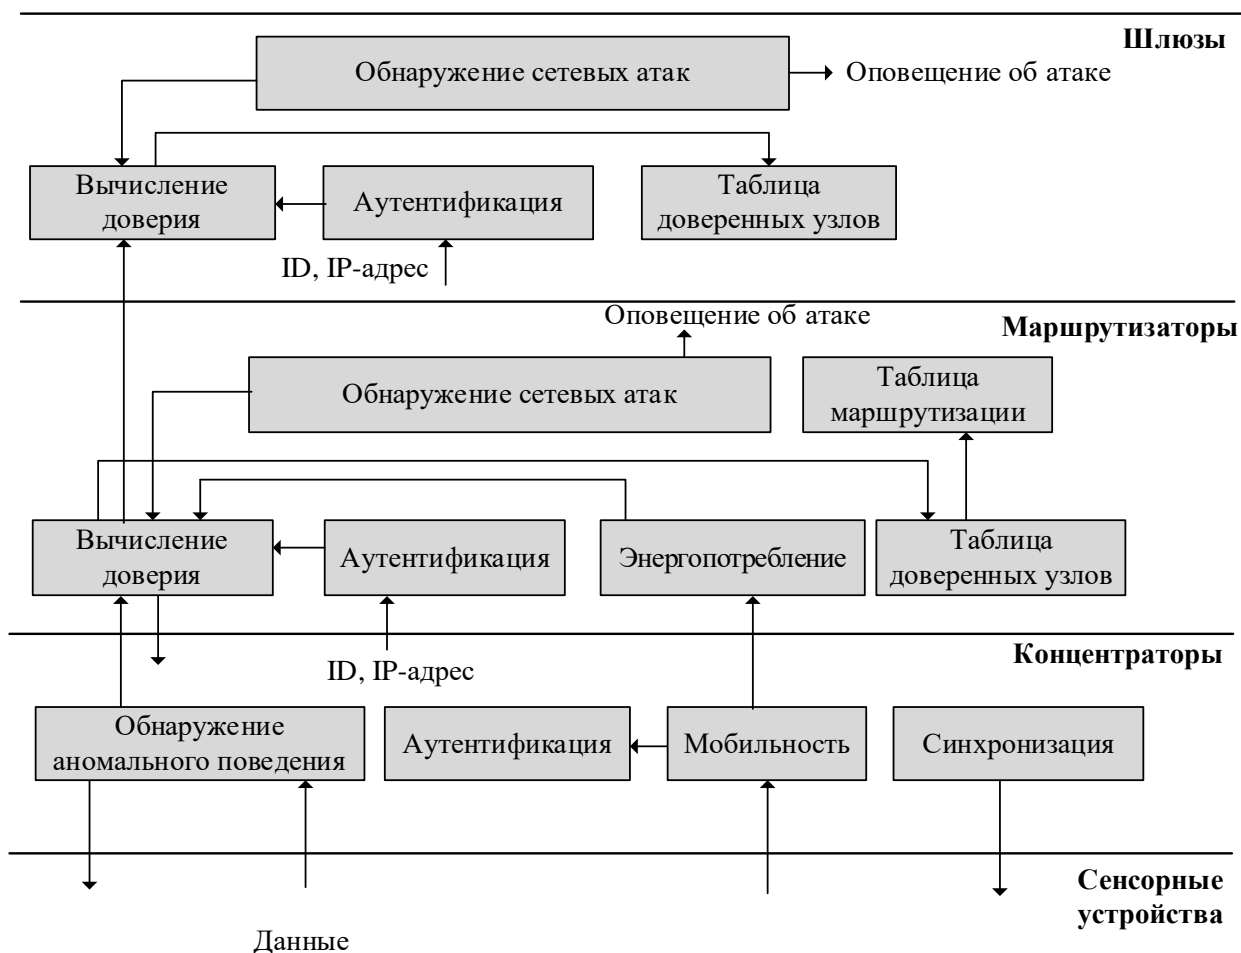 Шлюзы
Обнаружение сетевых атак
Оповещение об атаке
Вычисление
доверия
Аутентификация
Таблица
доверенных узлов
ID, IP-адрес
Маршрутизаторы
Оповещение об атаке
Обнаружение сетевых атак
Таблица
маршрутизации
Вычисление
доверия
Аутентификация
Энергопотребление
Таблица
доверенных узлов
Концентраторы
ID, IP-адрес
Обнаружение
аномального поведения
Аутентификация
Мобильность
Синхронизация
Сенсорные
устройства
Данные